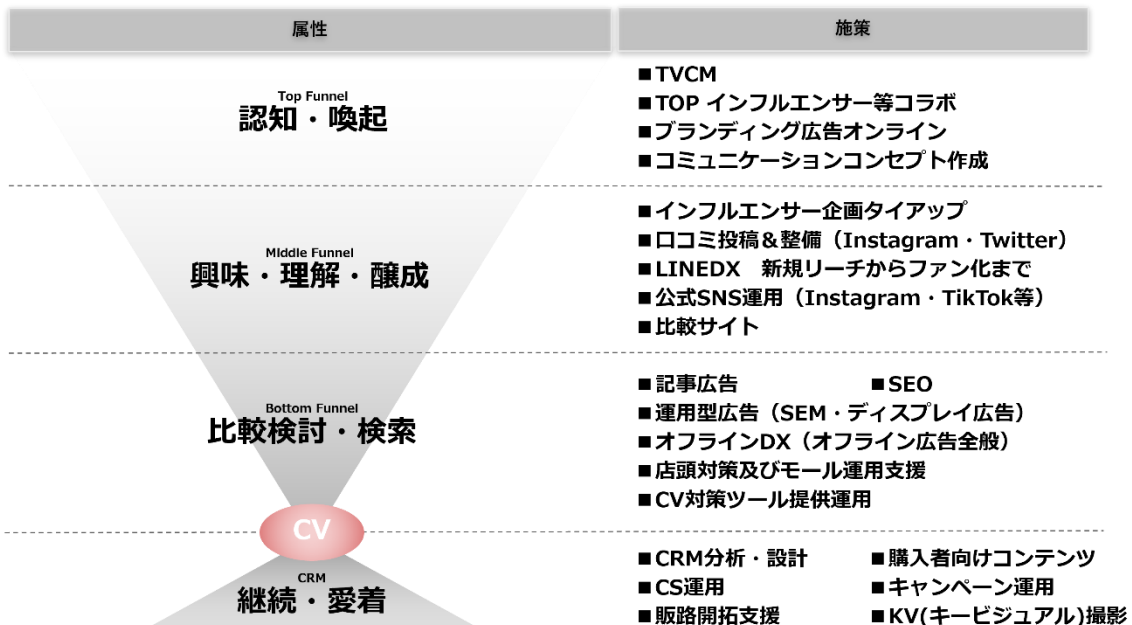 属性
施策
Top Funnel
認知・喚起
■TVCM
■TOP インフルエンサー等コラボ
■ブランディング広告オンライン
■コミュニケーションコンセプト作成
Middle Funnel
興味・理解・醸成
■インフルエンサー企画タイアップ
■口コミ投稿＆整備（Instagram・Twitter）
■LINEDX　新規リーチからファン化まで
■公式SNS運用（Instagram・TikTok等）
■比較サイト
Bottom Funnel
比較検討・検索
■記事広告 ■SEO
■運用型広告（SEM・ディスプレイ広告）
■オフラインDX（オフライン広告全般）
■店頭対策及びモール運用支援
■CV対策ツール提供運用
CV
CRM
継続・愛着
■CRM分析・設計 ■購入者向けコンテンツ
■CS運用 ■キャンペーン運用
■販路開拓支援 ■KV(キービジュアル)撮影